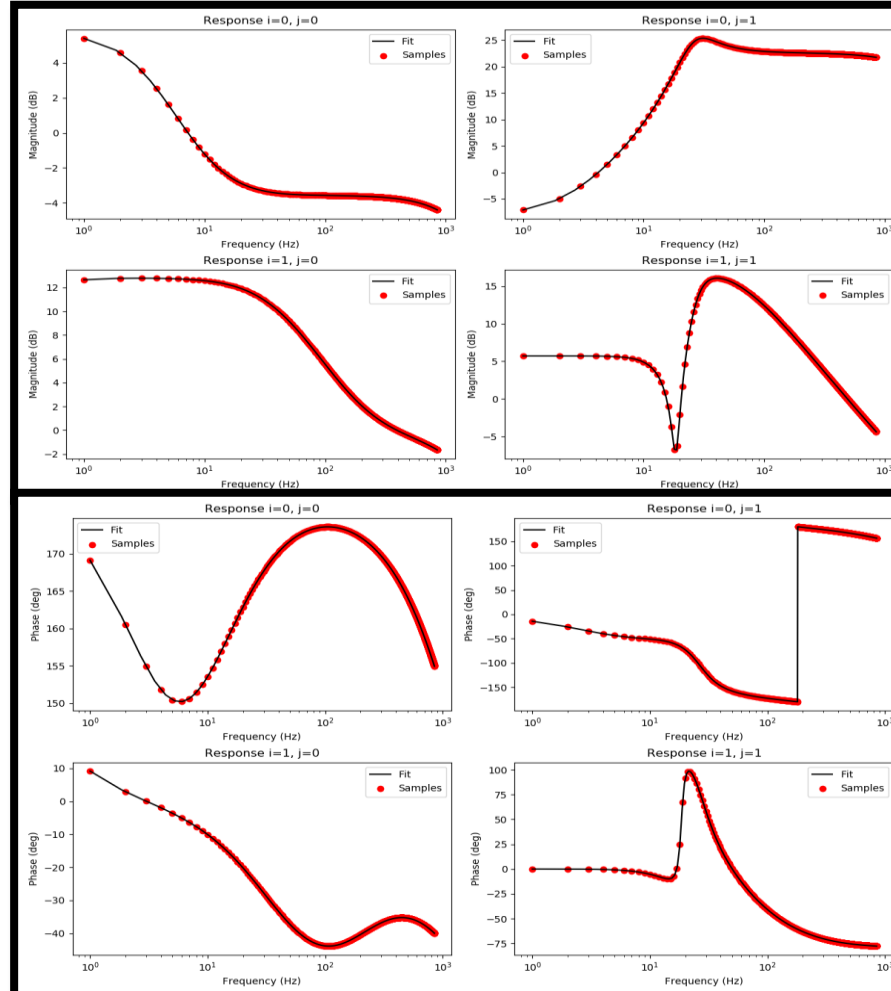 Response i=0, j=0
Magnitude (dB)
4
2
0
−2
−4
Fit
Samples
10⁰
10¹
10²
10³
Frequency (Hz)
Response i=0, j=1
Magnitude (dB)
25
20
15
10
5
0
−5
Fit
Samples
10⁰
10¹
10²
10³
Frequency (Hz)
Response i=1, j=0
Magnitude (dB)
12
10
8
6
4
2
0
−2
Fit
Samples
10⁰
10¹
10²
10³
Frequency (Hz)
Response i=1, j=1
Magnitude (dB)
15
10
5
0
−5
Fit
Samples
10⁰
10¹
10²
10³
Frequency (Hz)
Response i=0, j=0
Phase (deg)
170
165
160
155
150
Fit
Samples
10⁰
10¹
10²
10³
Frequency (Hz)
Response i=0, j=1
Phase (deg)
150
100
50
0
−50
−100
−150
Fit
Samples
10⁰
10¹
10²
10³
Frequency (Hz)
Response i=1, j=0
Phase (deg)
10
0
−10
−20
−30
−40
Fit
Samples
10⁰
10¹
10²
10³
Frequency (Hz)
Response i=1, j=1
Phase (deg)
100
75
50
25
0
−25
−50
−75
Fit
Samples
10⁰
10¹
10²
10³
Frequency (Hz)